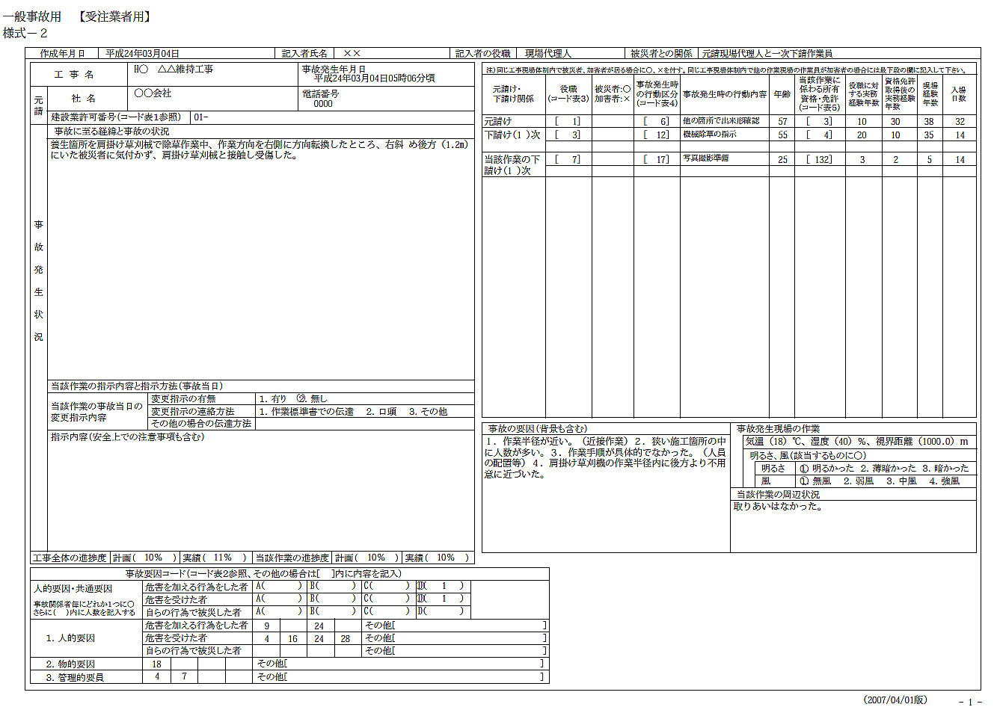 一般事故用　【受注業者用】
様式－２
作成年月日　平成24年03月04日　記入者氏名　××　記入者の役職　現場代理人　被災者との関係　元請現場代理人と一次下請作業員
工 事 名　H〇　△△維持工事　事故発生年月日
平成24年03月04日05時06分頃
元請　社 名　〇〇会社　電話番号
0000
建設業許可番号(コード表1参照)　01-
事故発生状況
事故に至る経緯と事故の状況
養生箇所を肩掛け草刈械で除草作業中、作業方向を右側に方向転換したところ、右斜 め後方（1.2m）
にいた被災者に気付かず、肩掛け草刈械と接触し受傷した。
当該作業の指示内容と指示方法(事故当日)
当該作業の事故当日の
変更指示内容
変更指示の有無　1. 有り　②. 無し
変更指示の連絡方法　1. 作業標準書での伝達　2. 口頭　3. その他
その他の場合の伝達方法
指示内容(安全上での注意事項も含む)
工事全体の進捗度　計画(　10%　)　実績(　11%　)　当該作業の進捗度　計画(　10%　)　実績(　10%　)
注)同じ工事現場体制内で被災者、加害者が居る場合に〇、×を付す。同じ工事現場体制内で他の作業現場の作業員が加害者の場合には最下段の欄に記入して下さい。
元請け・
下請け関係
役職
(コード表3)
被災者:〇
加害者:×
事故発生時
の行動区分
(コード表4)
事故発生時の行動内容
年齢
当該作業に
係わる所有
資格・免許
(コード表5)
役職に対
する実務
経験年数
資格免許
取得後の
実務経験
年数
現場
経験
年数
入場
日数
元請け　[　1]　[　6]　他の箇所で出来形確認　57　[　3]　10　30　38　32
下請け(1 )次　[　3]　[　12]　機械除草の指示　55　[　4]　20　10　35　14
当該作業の下
請け(1 )次　[　7]　[　17]　写真撮影準備　25　[ 132]　3　2　5　14
事故の要因(背景も含む)
１．作業半径が近い。（近接作業）２．狭い施工箇所の中
に人数が多い。３．作業手順が具体的でなかった。（人員
の配置等）４．肩掛け草刈機の作業半径内に後方より不用
意に近づいた。
事故発生現場の作業
気温（18）℃、湿度（40）％、視界距離（1000.0）ｍ
明るさ、風(該当するものに〇)
明るさ　①. 明るかった　2. 薄暗かった　3. 暗かった
風　①. 無風　2. 弱風　3. 中風　4. 強風
当該作業の周辺状況
取りあいはなかった。
事故要因コード(コード表2参照、その他の場合は[　]内に内容を記入)
人的要因・共通要因
事故関係者毎にどれか1つに〇
さらに(　)内に人数を記入する
危害を加える行為をした者　A(　)　B(　)　C(　)　Ⓓ(　1　)
危害を受けた者　A(　)　B(　)　C(　)　Ⓓ(　1　)
自らの行為で被災した者　A(　)　B(　)　C(　)　D(　)
1. 人的要因
危害を加える行為をした者　9　24　その他[　]
危害を受けた者　4　16　24　28　その他[　]
自らの行為で被災した者　その他[　]
2. 物的要因　18　その他[　]
3. 管理的要員　4　7　その他[　]
(2007/04/01版)　- 1 -